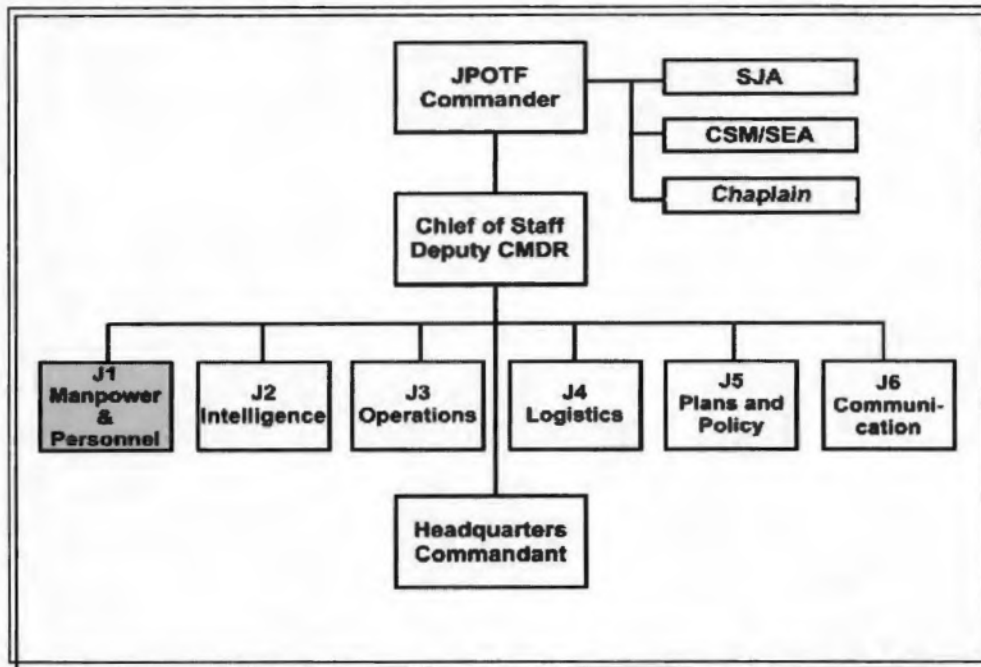 JPOTF
Commander
SJA
CSM/SEA
Chaplain
Chief of Staff
Deputy CMDR
J1
Manpower
&
Personnel
J2
Intelligence
J3
Operations
J4
Logistics
J5
Plans and
Policy
J6
Communi-
cation
Headquarters
Commandant